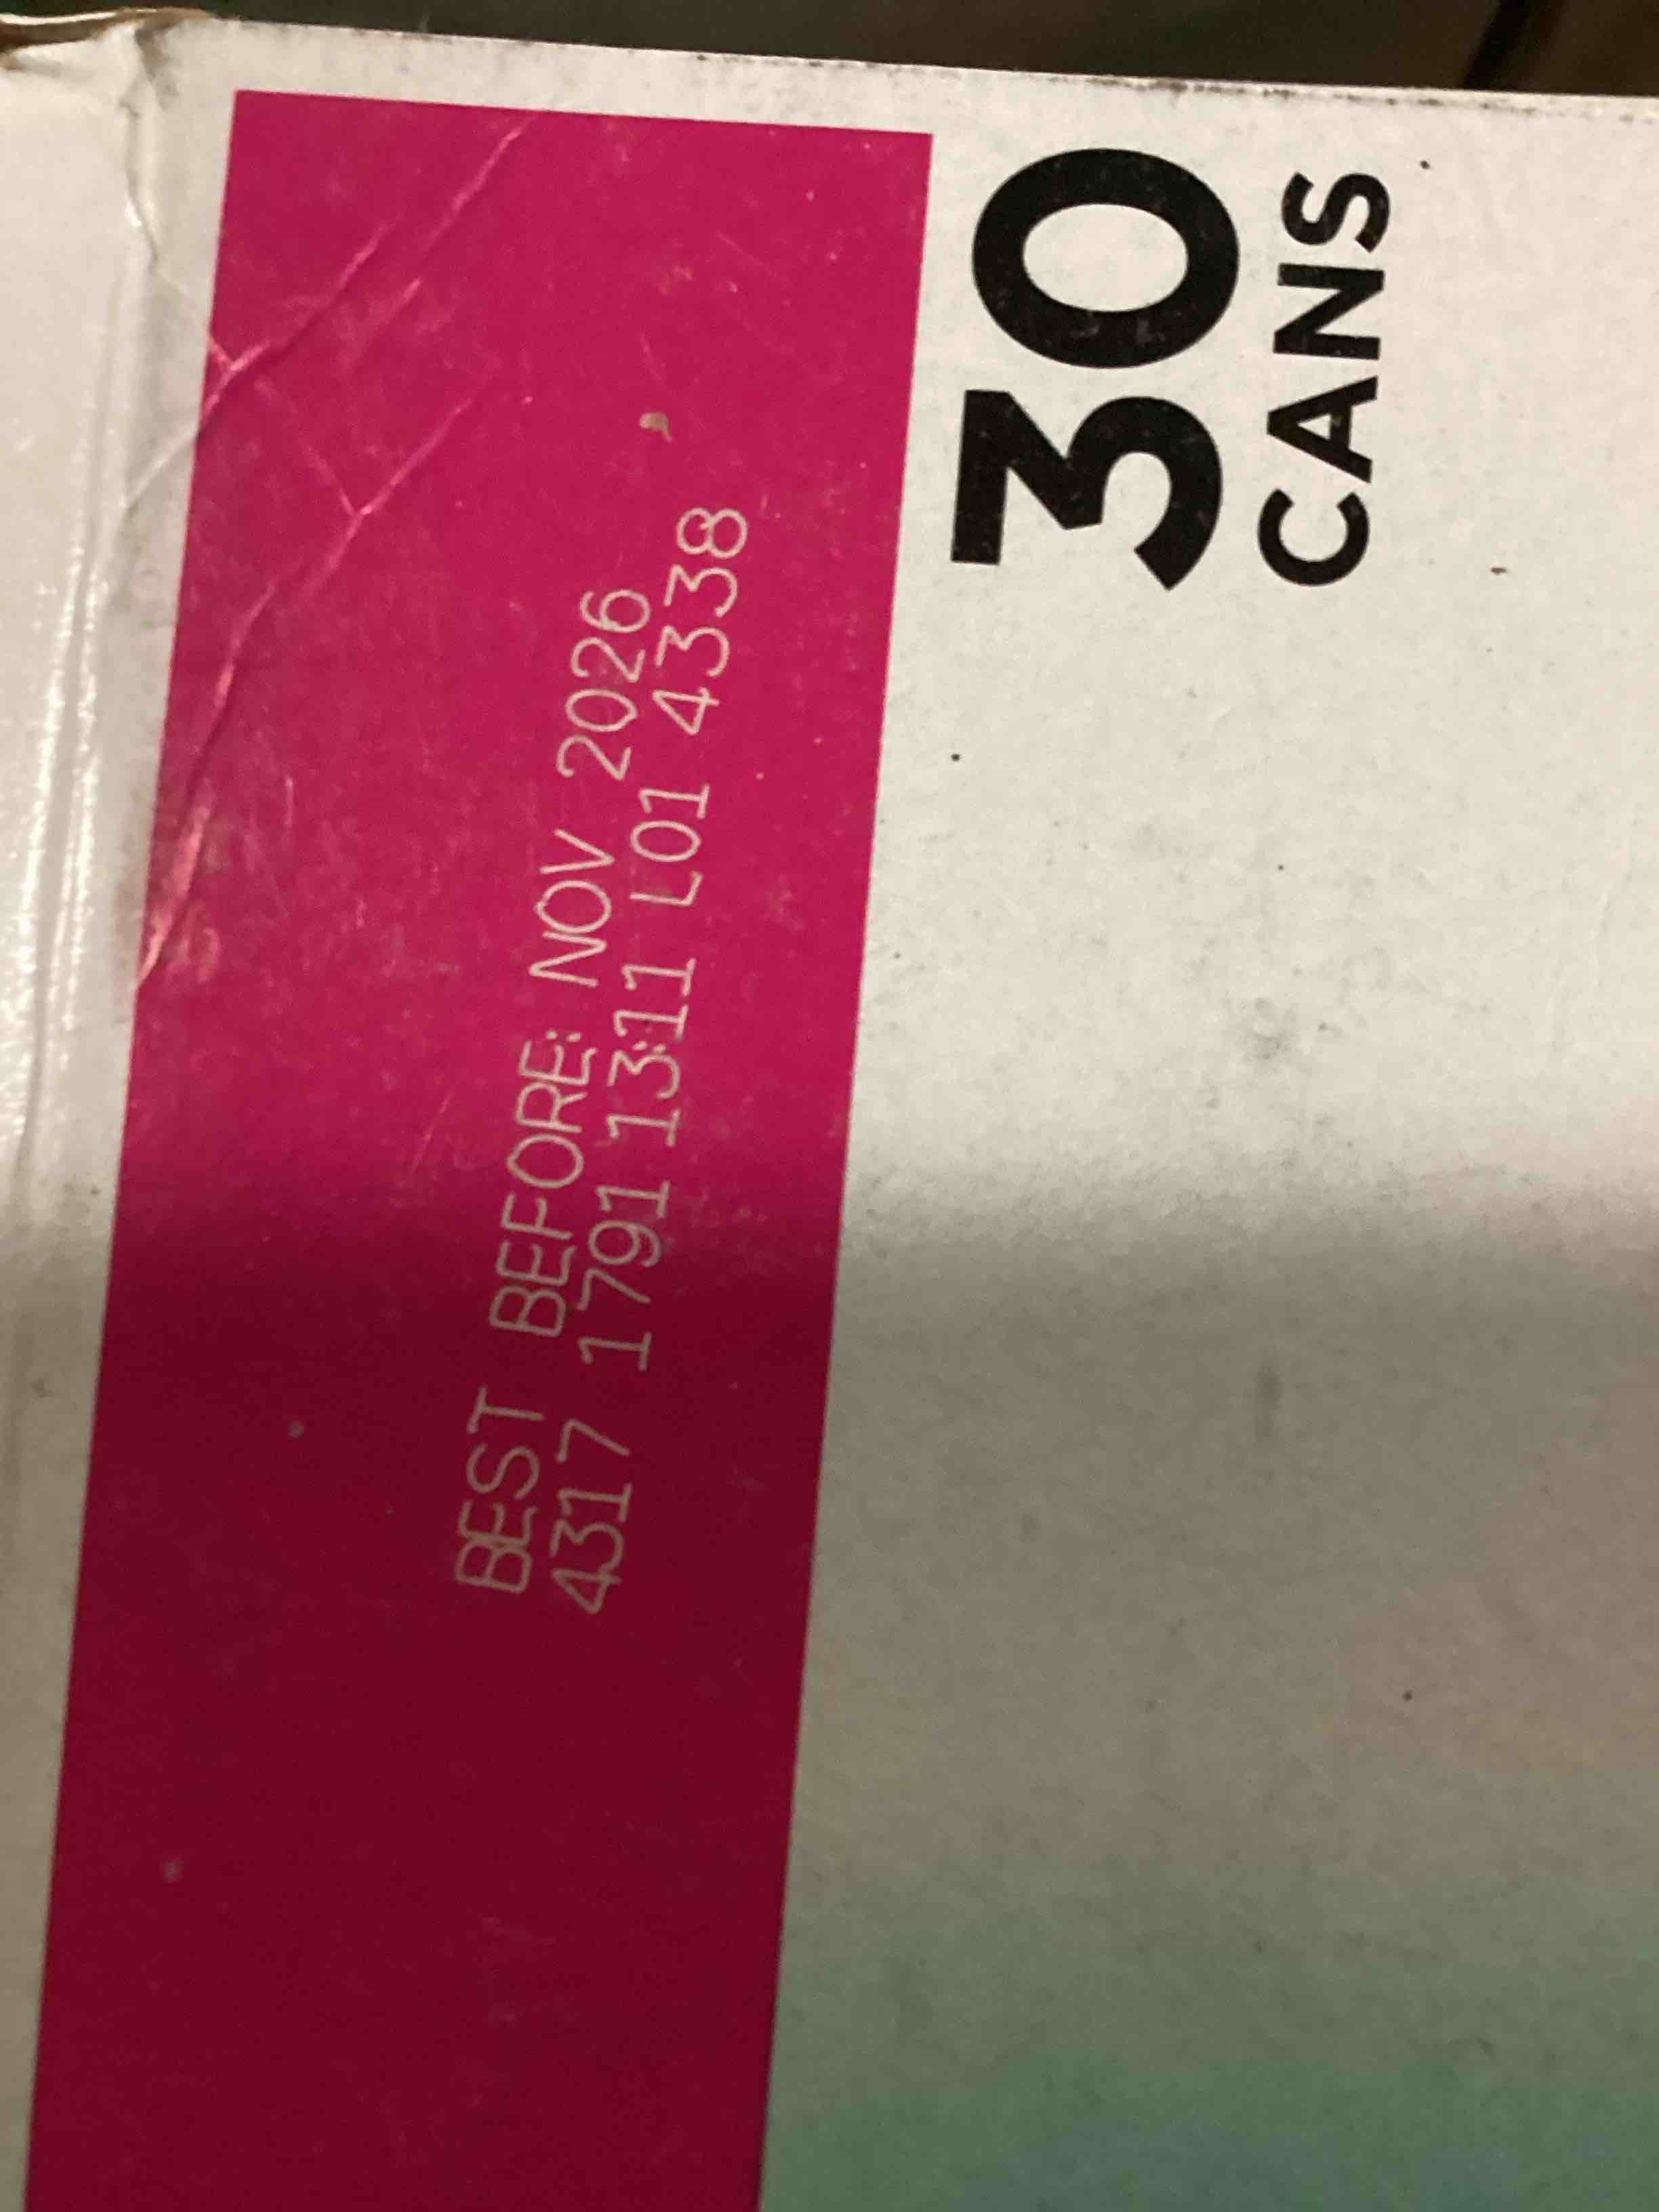 BEST BEFORE: NOV 2026
4317 1791 13:11 L01 4338
30
CANS